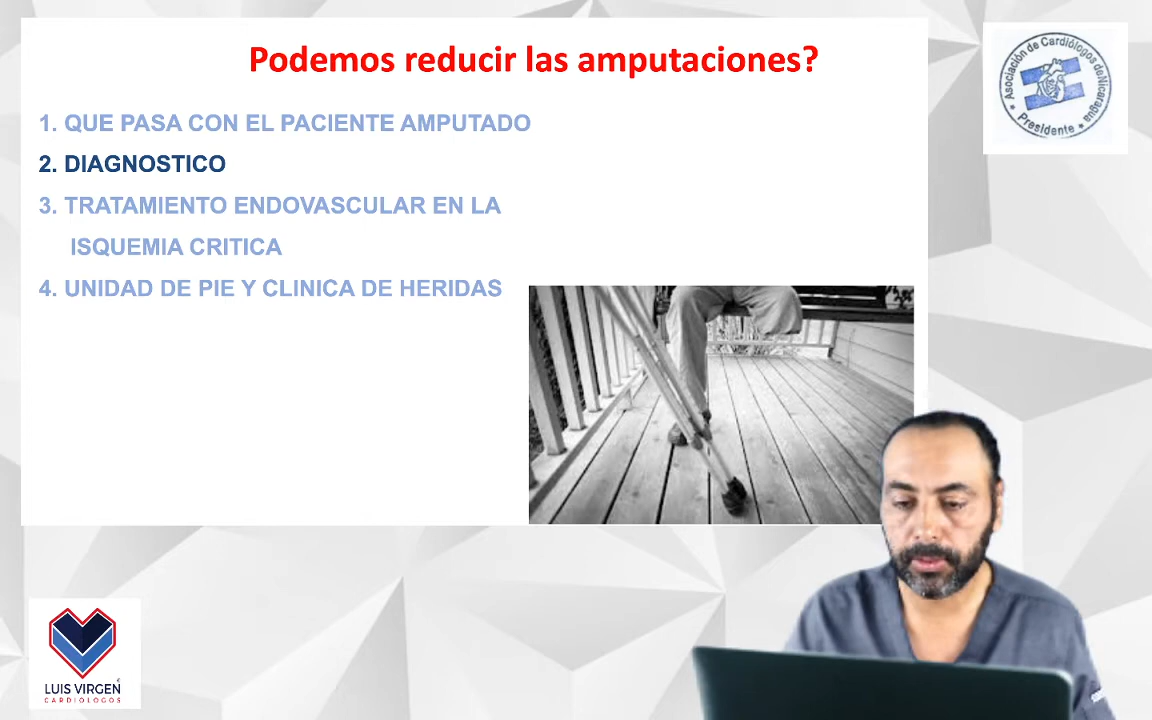 Podemos reducir las amputaciones?
1. QUE PASA CON EL PACIENTE AMPUTADO
2. DIAGNOSTICO
3. TRATAMIENTO ENDOVASCULAR EN LA
ISQUEMIA CRITICA
4. UNIDAD DE PIE Y CLINICA DE HERIDAS
Asociación de Cardiólogos de Nicaragua
Presidente
LUIS VIRGEN
CARDIOLOGOS